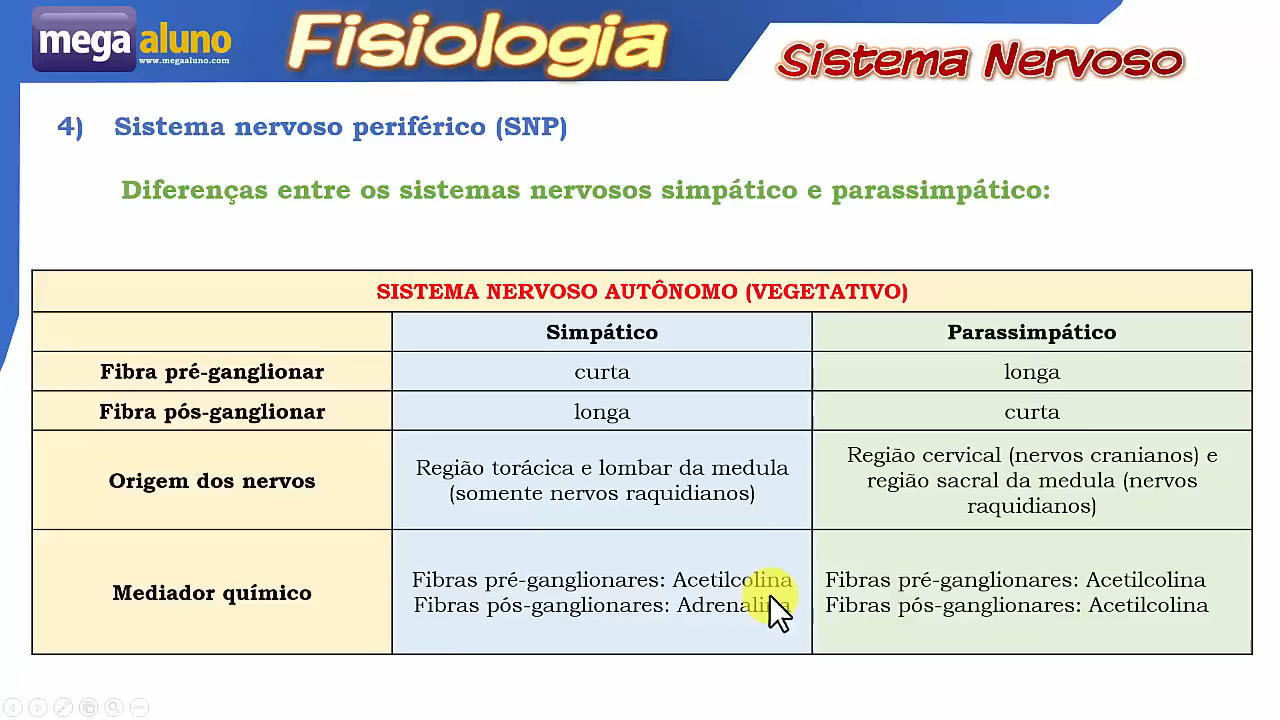 mega aluno
www.megaaluno.com
Fisiologia
Sistema Nervoso
4) Sistema nervoso periférico (SNP)
Diferenças entre os sistemas nervosos simpático e parassimpático:
SISTEMA NERVOSO AUTÔNOMO (VEGETATIVO)
Simpático Parassimpático
Fibra pré-ganglionar curta longa
Fibra pós-ganglionar longa curta
Origem dos nervos
Região torácica e lombar da medula
(somente nervos raquidianos)
Região cervical (nervos cranianos) e
região sacral da medula (nervos
raquidianos)
Mediador químico
Fibras pré-ganglionares: Acetilcolina
Fibras pós-ganglionares: Adrenalina
Fibras pré-ganglionares: Acetilcolina
Fibras pós-ganglionares: Acetilcolina